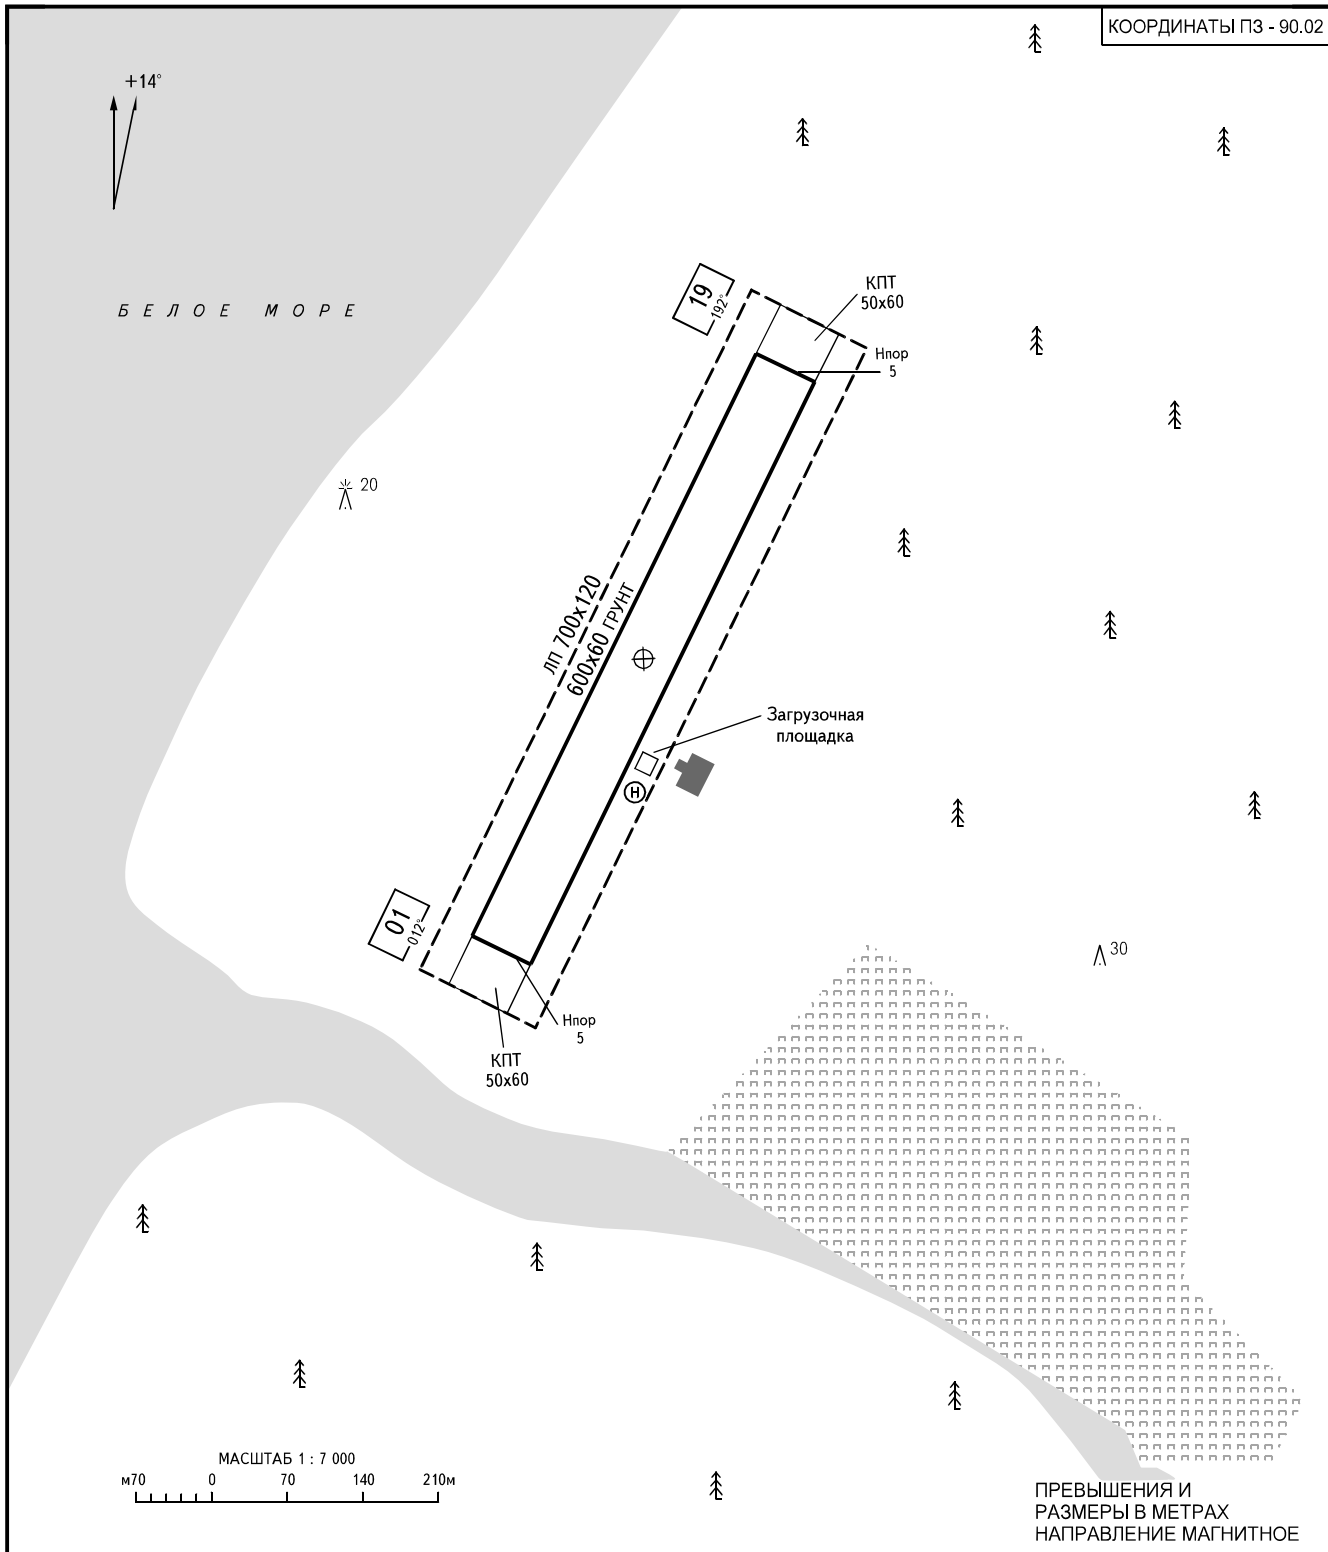 КООРДИНАТЫ ПЗ - 90.02
+14°
БЕЛОЕ МОРЕ
19
192°
КПТ
50х60
Нпор
5
20
ЛП 700х120
600х60 ГРУНТ
Загрузочная
площадка
Н
01
012°
30
Нпор
5
КПТ
50х60
МАСШТАБ 1 : 7 000
м70 0 70 140 210м
ПРЕВЫШЕНИЯ И
РАЗМЕРЫ В МЕТРАХ
НАПРАВЛЕНИЕ МАГНИТНОЕ